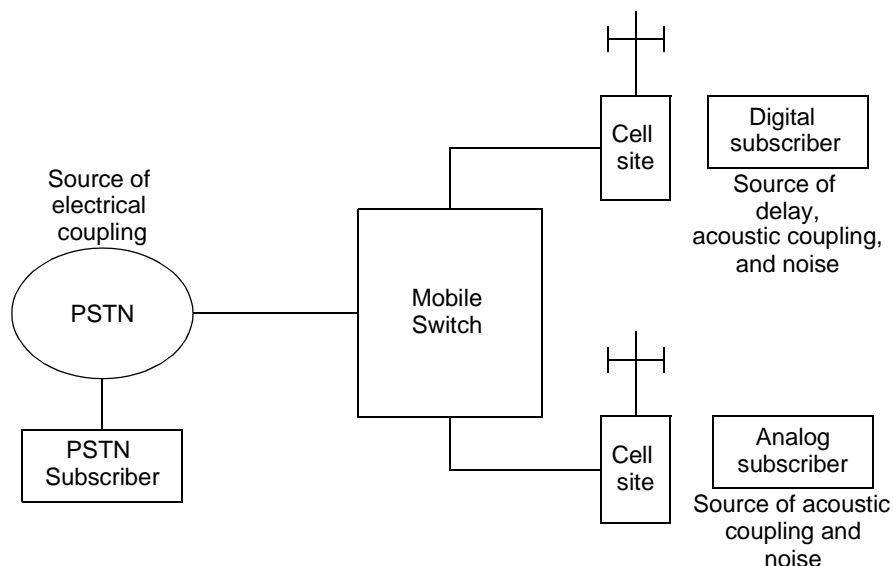 Source of
electrical
coupling
PSTN
PSTN
Subscriber
Mobile
Switch
Cell
site
Digital
subscriber
Source of
delay,
acoustic coupling,
and noise
Cell
site
Analog
subscriber
Source of acoustic
coupling and
noise